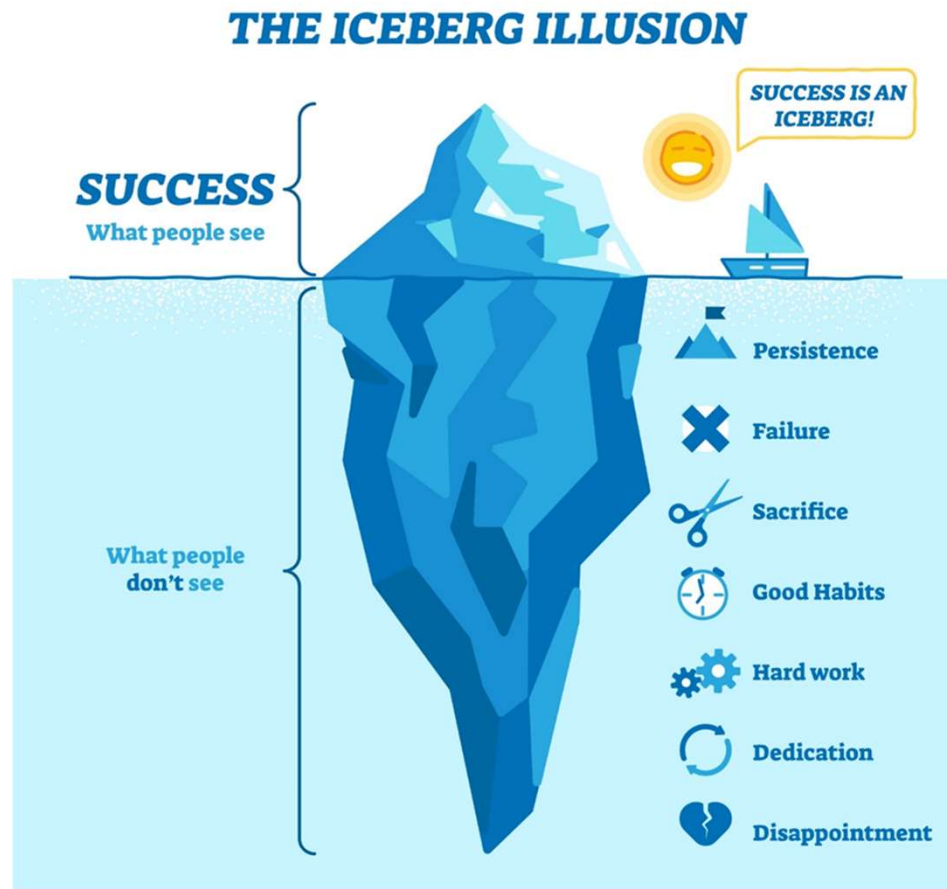 THE ICEBERG ILLUSION
SUCCESS IS AN
ICEBERG!
SUCCESS
What people see
Persistence
Failure
Sacrifice
What people
don't see
Good Habits
Hard work
Dedication
Disappointment